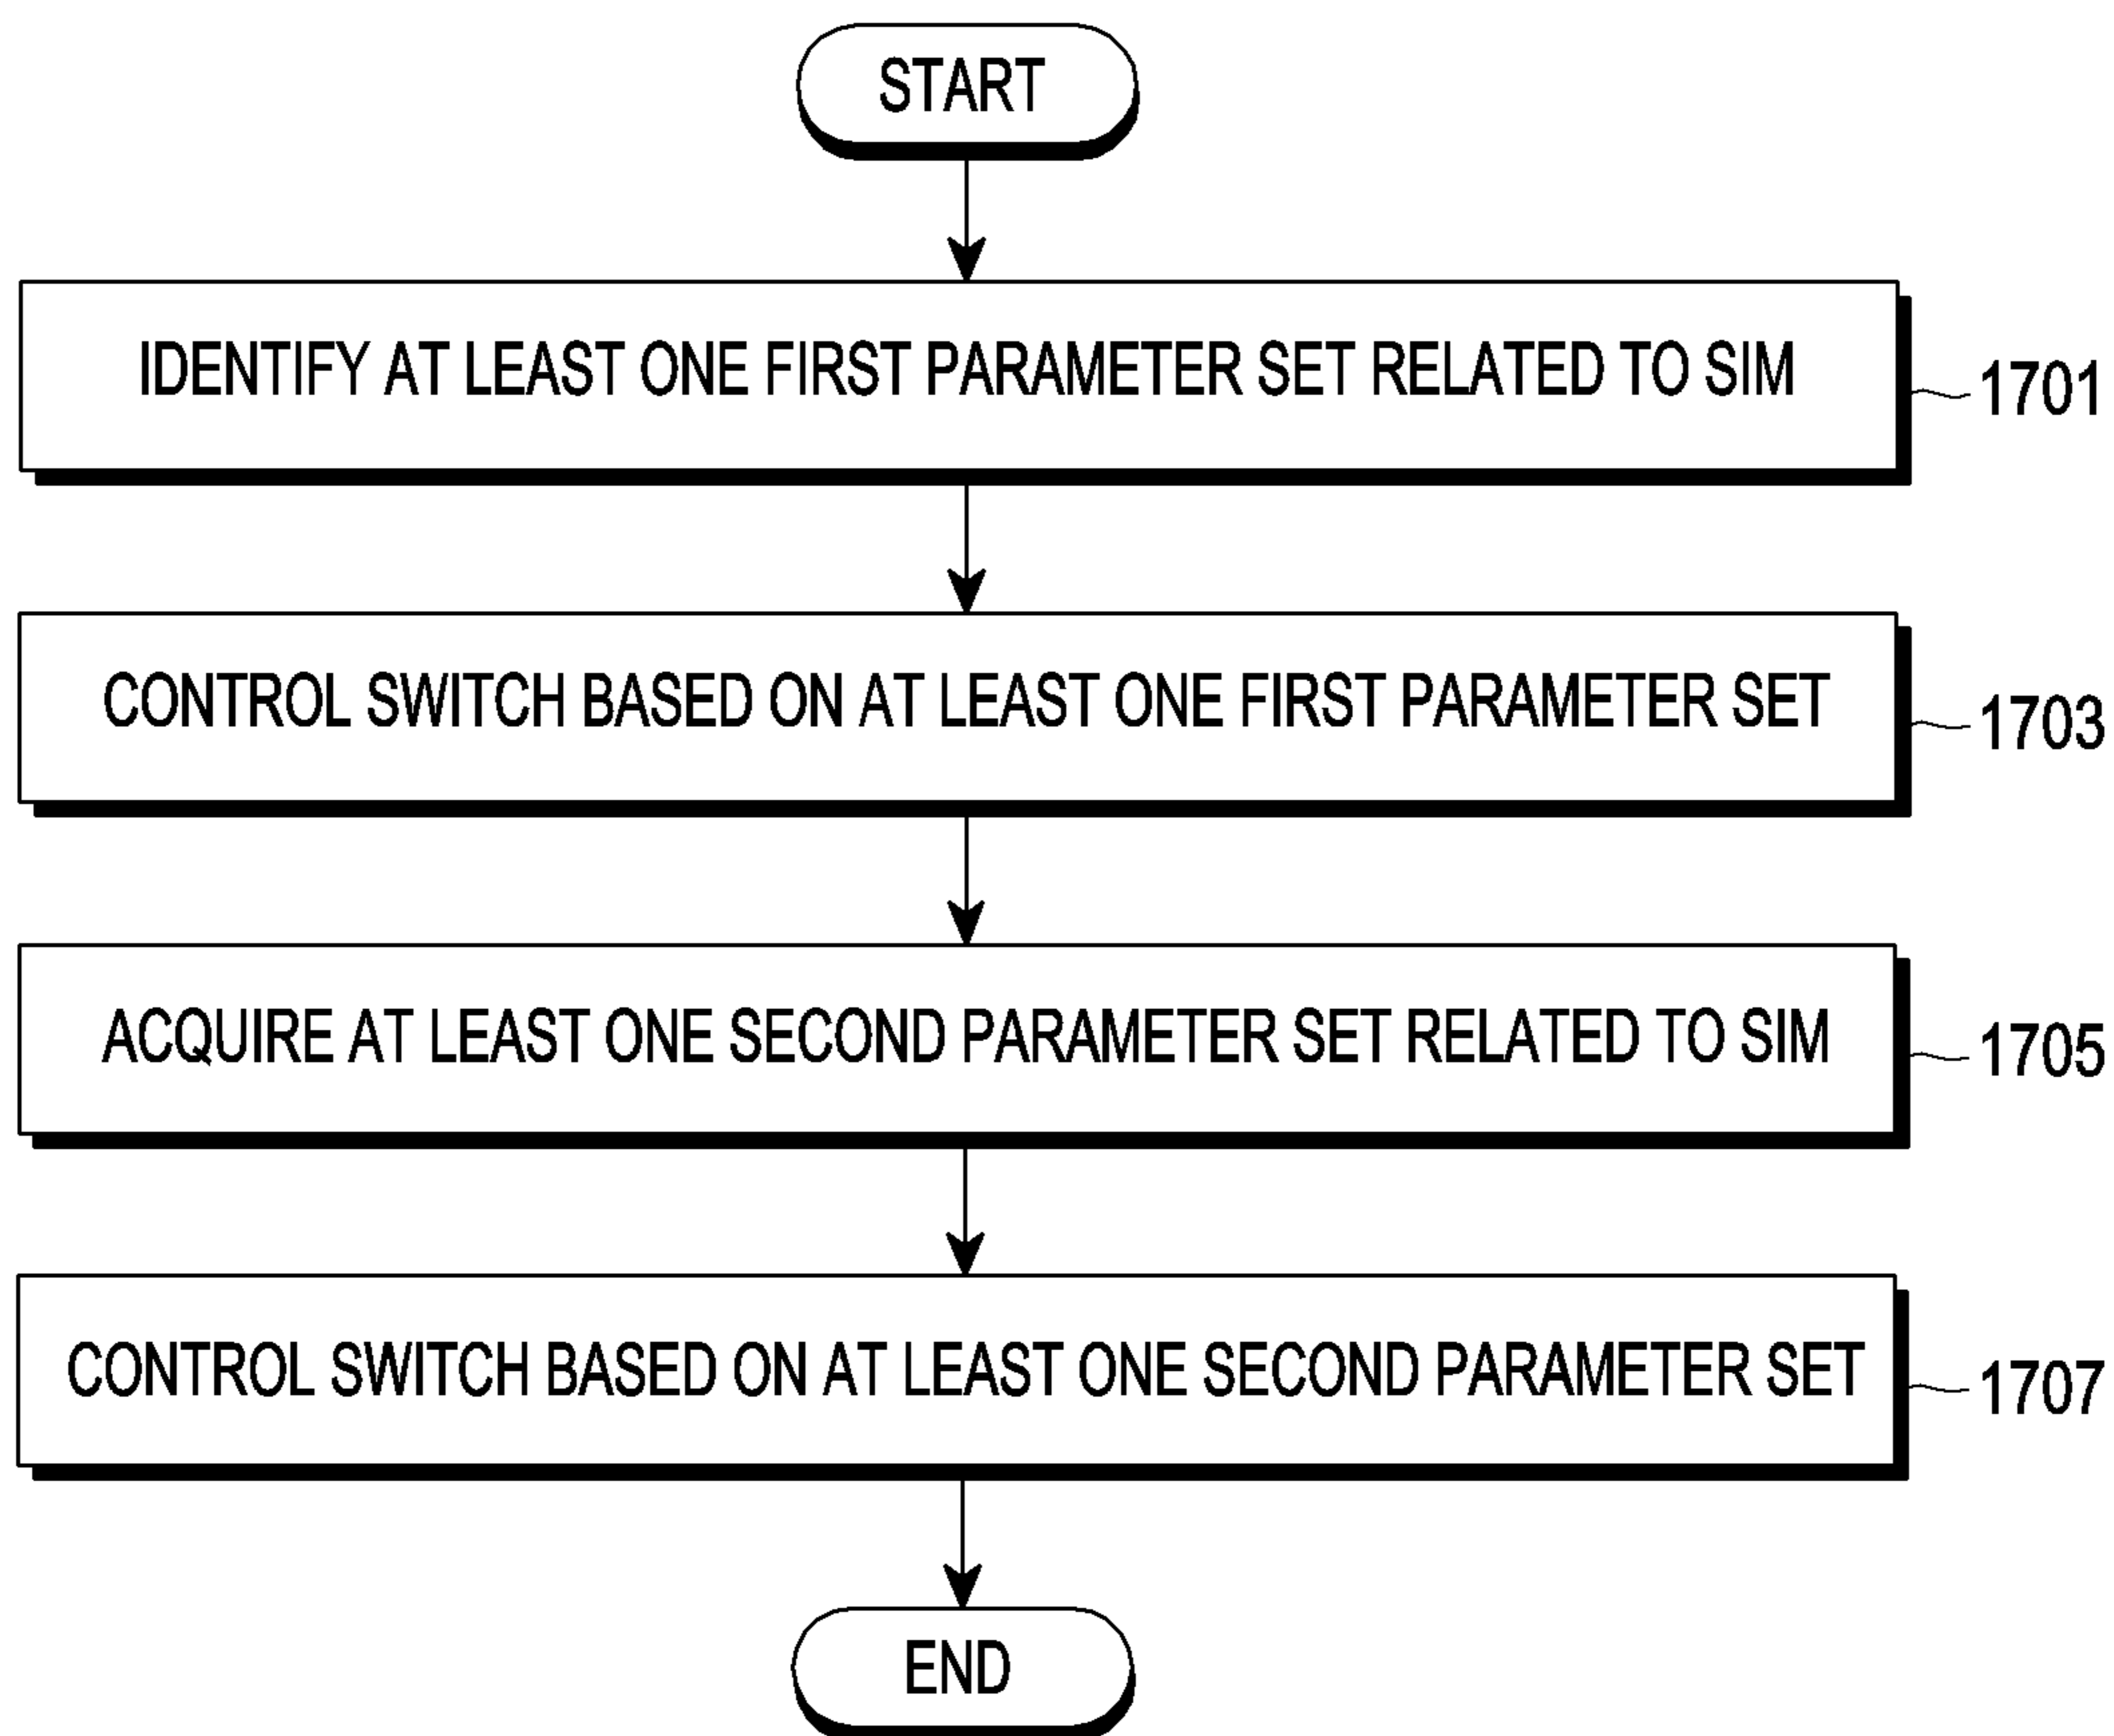 START
IDENTIFY AT LEAST ONE FIRST PARAMETER SET RELATED TO SIM
1701
CONTROL SWITCH BASED ON AT LEAST ONE FIRST PARAMETER SET
1703
ACQUIRE AT LEAST ONE SECOND PARAMETER SET RELATED TO SIM
1705
CONTROL SWITCH BASED ON AT LEAST ONE SECOND PARAMETER SET
1707
END